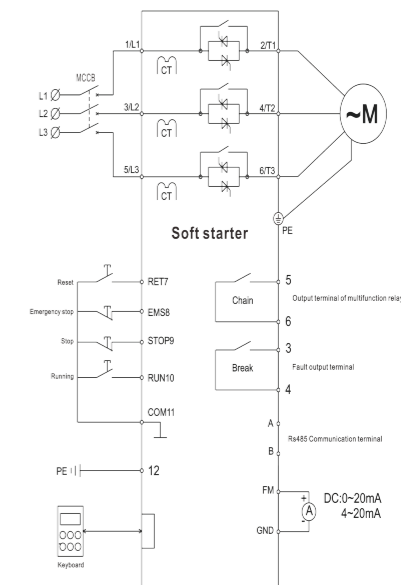 MCCB
1/L1
2/T1
CT
L1
L2
L3
3/L2
4/T2
CT
~M
5/L3
6/T3
CT
PE
Soft starter
Reset
RET7
Emergency stop
EMS8
Stop
STOP9
Running
RUN10
COM11
PE
12
Keyboard
5
Chain
Output terminal of multifunction relay
6
3
Break
Fault output terminal
4
A
Rs485 Communication terminal
B
FM
+
A
-
GND
DC:0~20mA
4~20mA